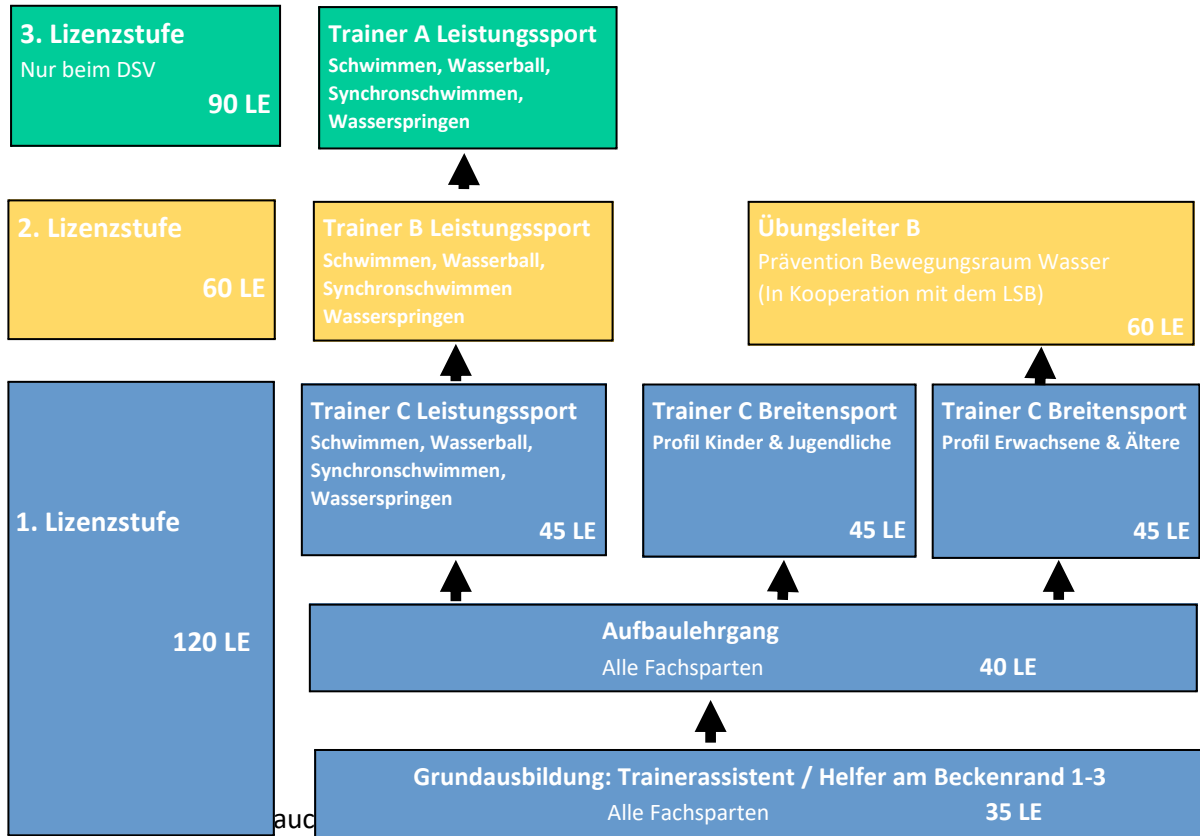 3. Lizenzstufe
Nur beim DSV
90 LE
Trainer A Leistungssport
Schwimmen, Wasserball,
Synchronschwimmen,
Wasserspringen
2. Lizenzstufe
60 LE
Trainer B Leistungssport
Schwimmen, Wasserball,
Synchronschwimmen
Wasserspringen
Übungsleiter B
Prävention Bewegungsraum Wasser
(In Kooperation mit dem LSB)
60 LE
1. Lizenzstufe
120 LE
Trainer C Leistungssport
Schwimmen, Wasserball,
Synchronschwimmen,
Wasserspringen
45 LE
Trainer C Breitensport
Profil Kinder & Jugendliche
45 LE
Trainer C Breitensport
Profil Erwachsene & Ältere
45 LE
Aufbaulehrgang
Alle Fachsparten 40 LE
Grundausbildung: Trainerassistent / Helfer am Beckenrand 1-3
Alle Fachsparten 35 LE
auc